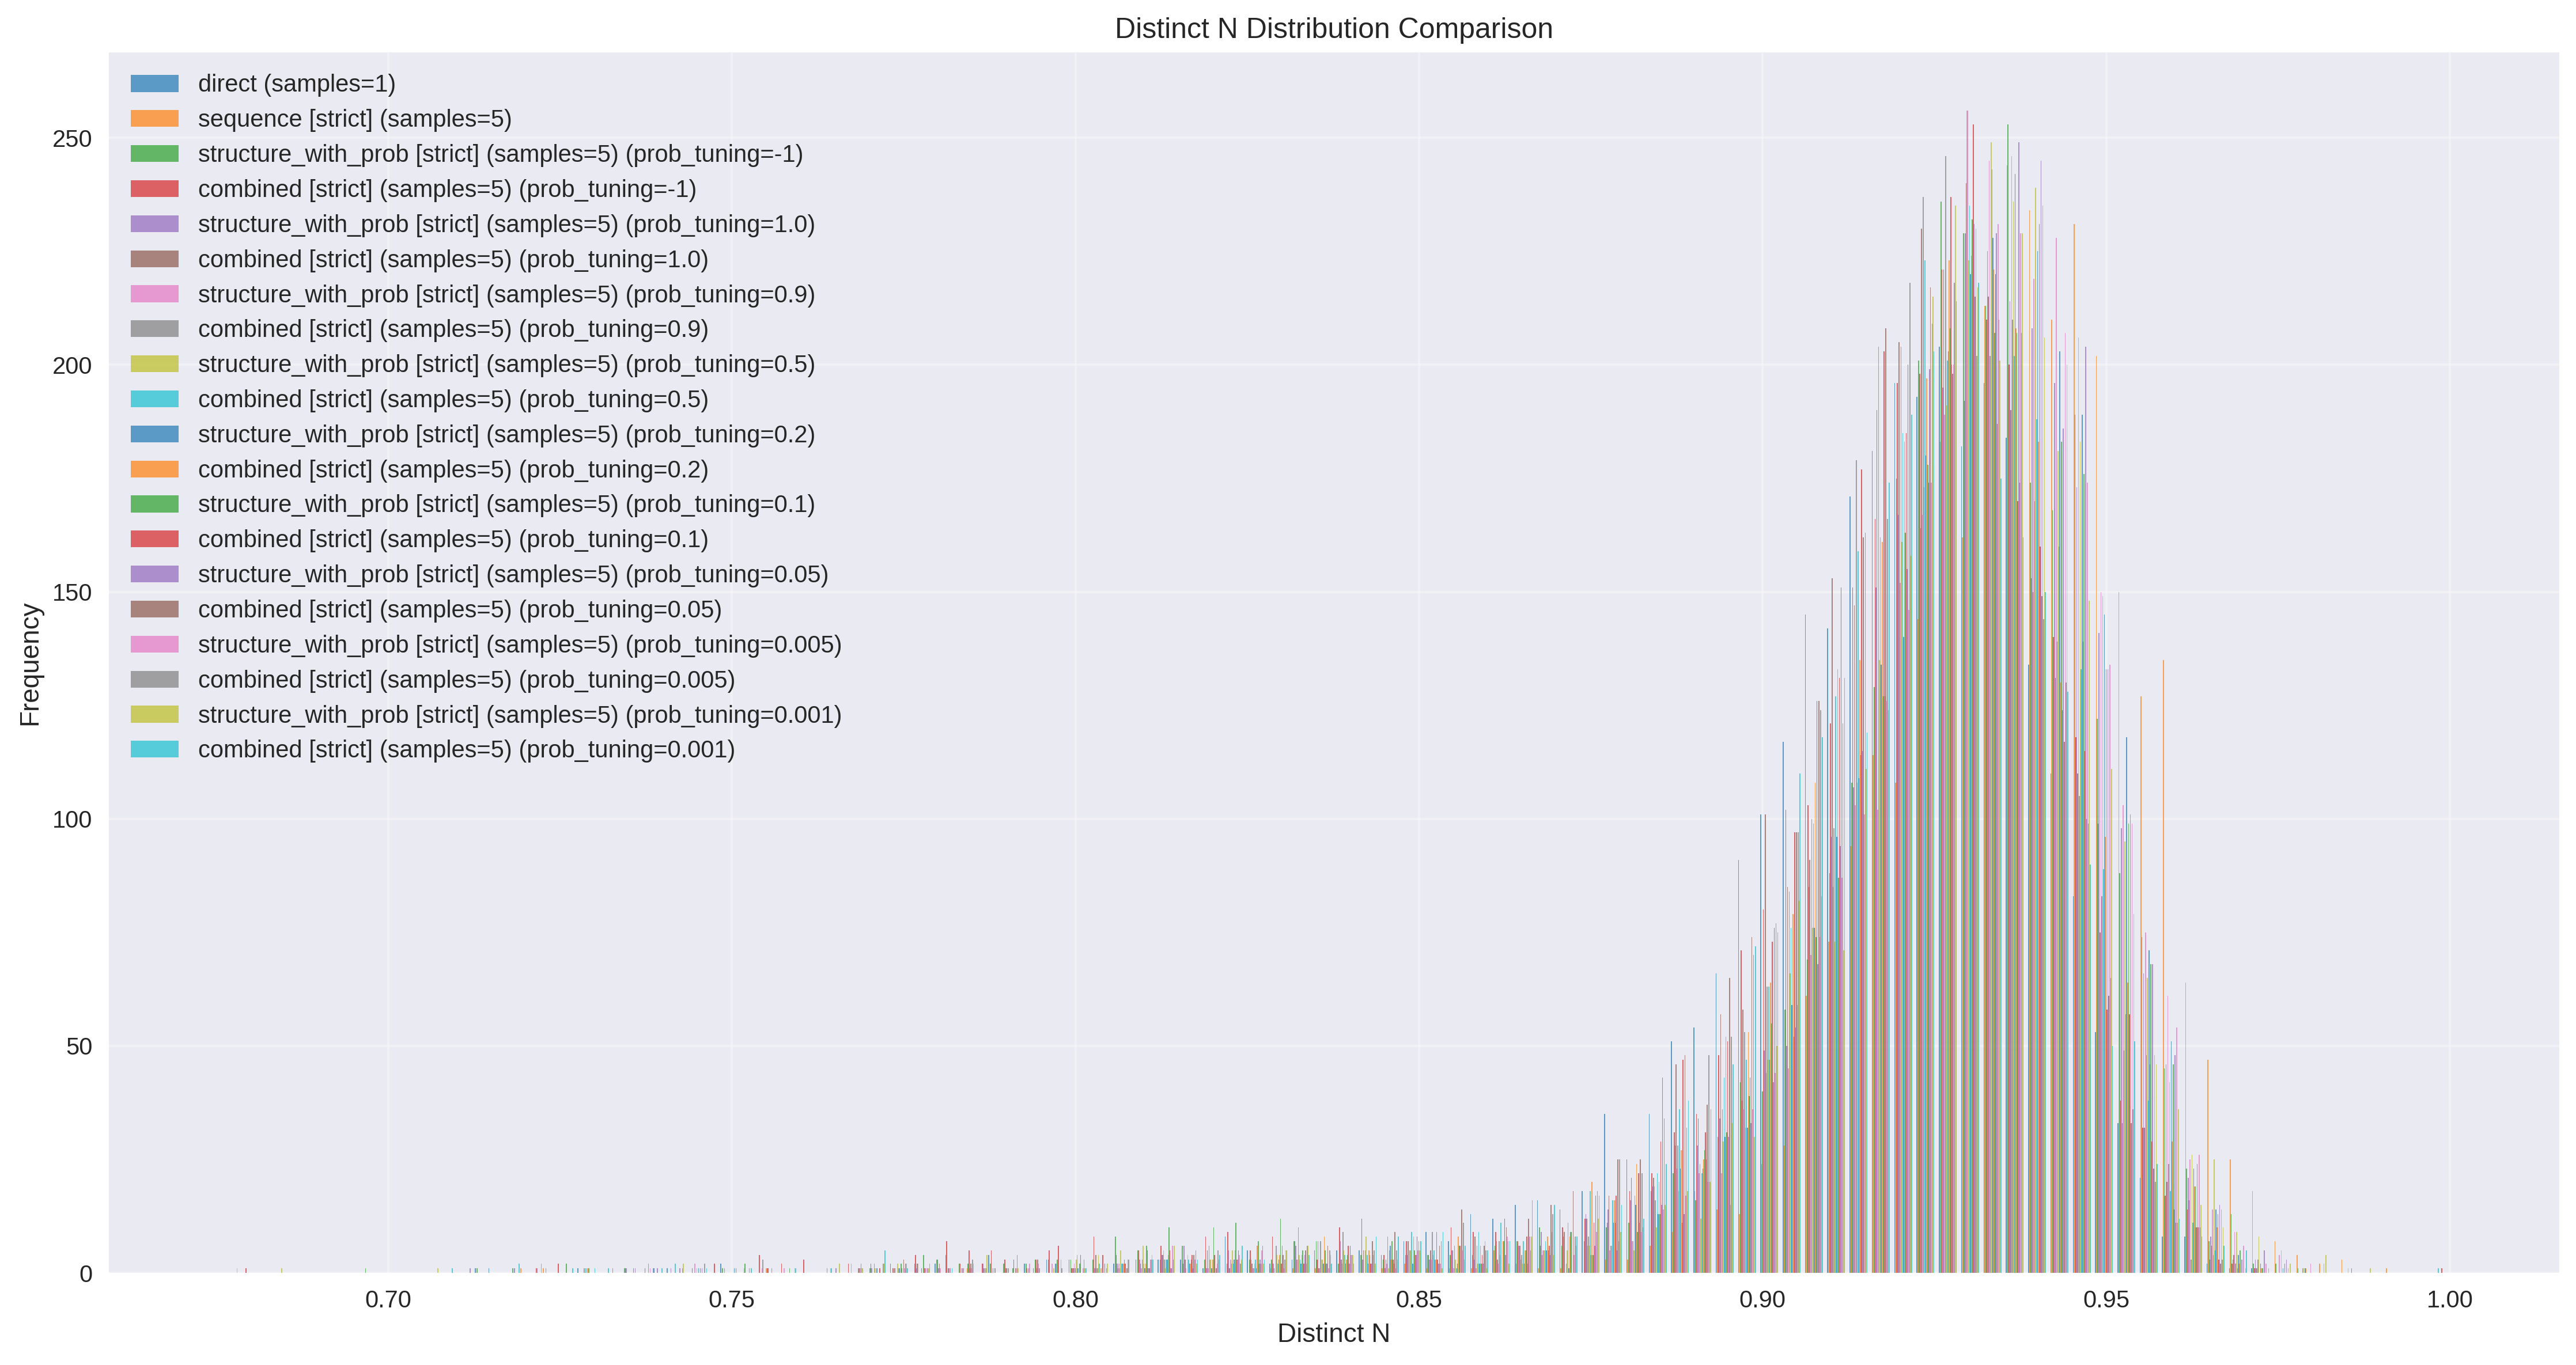 Distinct N Distribution Comparison
direct (samples=1)
sequence [strict] (samples=5)
structure_with_prob [strict] (samples=5) (prob_tuning=-1)
combined [strict] (samples=5) (prob_tuning=-1)
structure_with_prob [strict] (samples=5) (prob_tuning=1.0)
combined [strict] (samples=5) (prob_tuning=1.0)
structure_with_prob [strict] (samples=5) (prob_tuning=0.9)
combined [strict] (samples=5) (prob_tuning=0.9)
structure_with_prob [strict] (samples=5) (prob_tuning=0.5)
combined [strict] (samples=5) (prob_tuning=0.5)
structure_with_prob [strict] (samples=5) (prob_tuning=0.2)
combined [strict] (samples=5) (prob_tuning=0.2)
structure_with_prob [strict] (samples=5) (prob_tuning=0.1)
combined [strict] (samples=5) (prob_tuning=0.1)
structure_with_prob [strict] (samples=5) (prob_tuning=0.05)
combined [strict] (samples=5) (prob_tuning=0.05)
structure_with_prob [strict] (samples=5) (prob_tuning=0.005)
combined [strict] (samples=5) (prob_tuning=0.005)
structure_with_prob [strict] (samples=5) (prob_tuning=0.001)
combined [strict] (samples=5) (prob_tuning=0.001)
Frequency
250
200
150
100
50
0
0.70 0.75 0.80 0.85 0.90 0.95 1.00
Distinct N